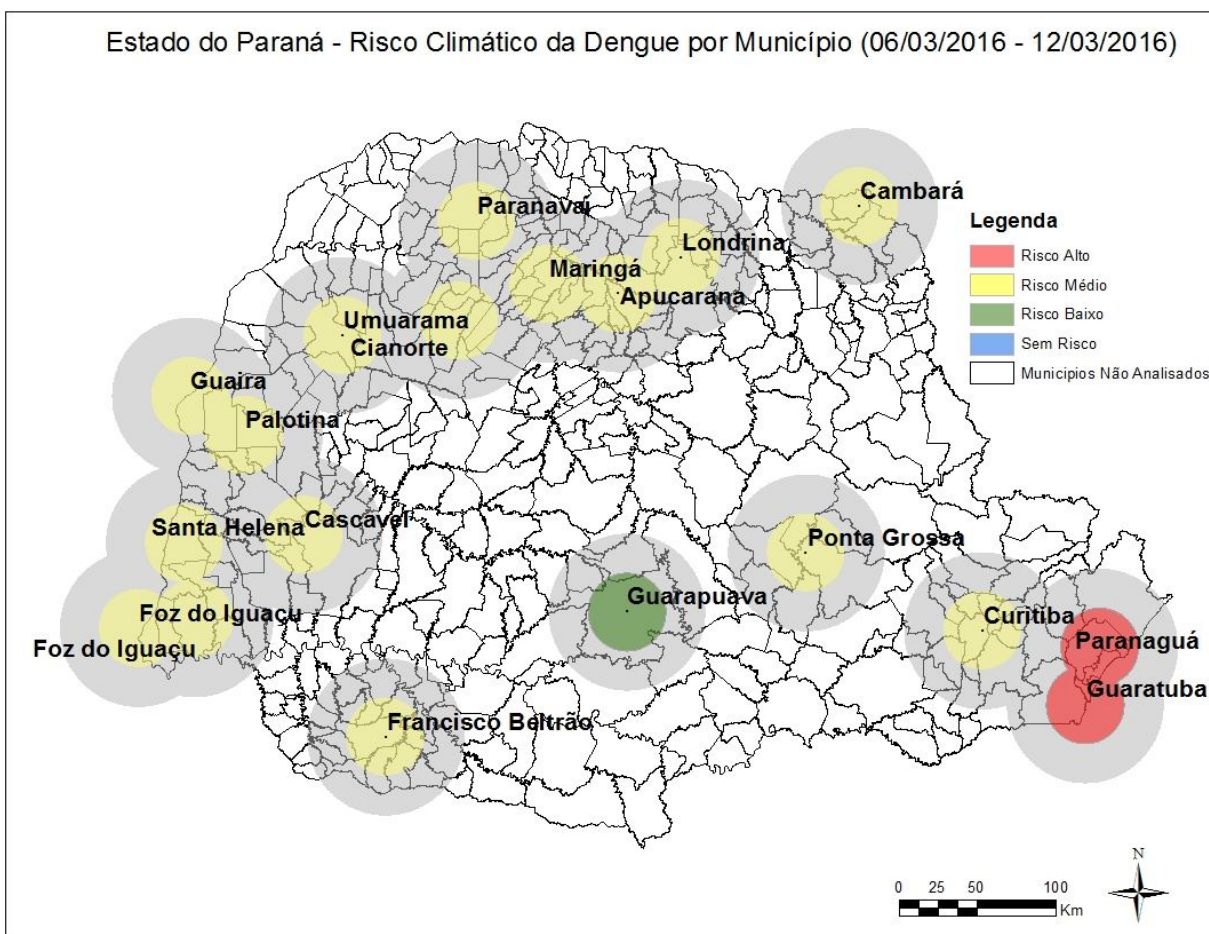 Estado do Paraná - Risco Climático da Dengue por Município (06/03/2016 - 12/03/2016)
Cambará
Paranavaí
Londrina
Maringá
Apucarana
Umuarama
Cianorte
Guaira
Palotina
Santa Helena
Cascavel
Ponta Grossa
Guarapuava
Foz do Iguaçu
Foz do Iguaçu
Curitiba
Paranaguá
Guaratuba
Francisco Beltrão
Legenda
Risco Alto
Risco Médio
Risco Baixo
Sem Risco
Municipios Não Analisados
N
0 25 50 100
Km